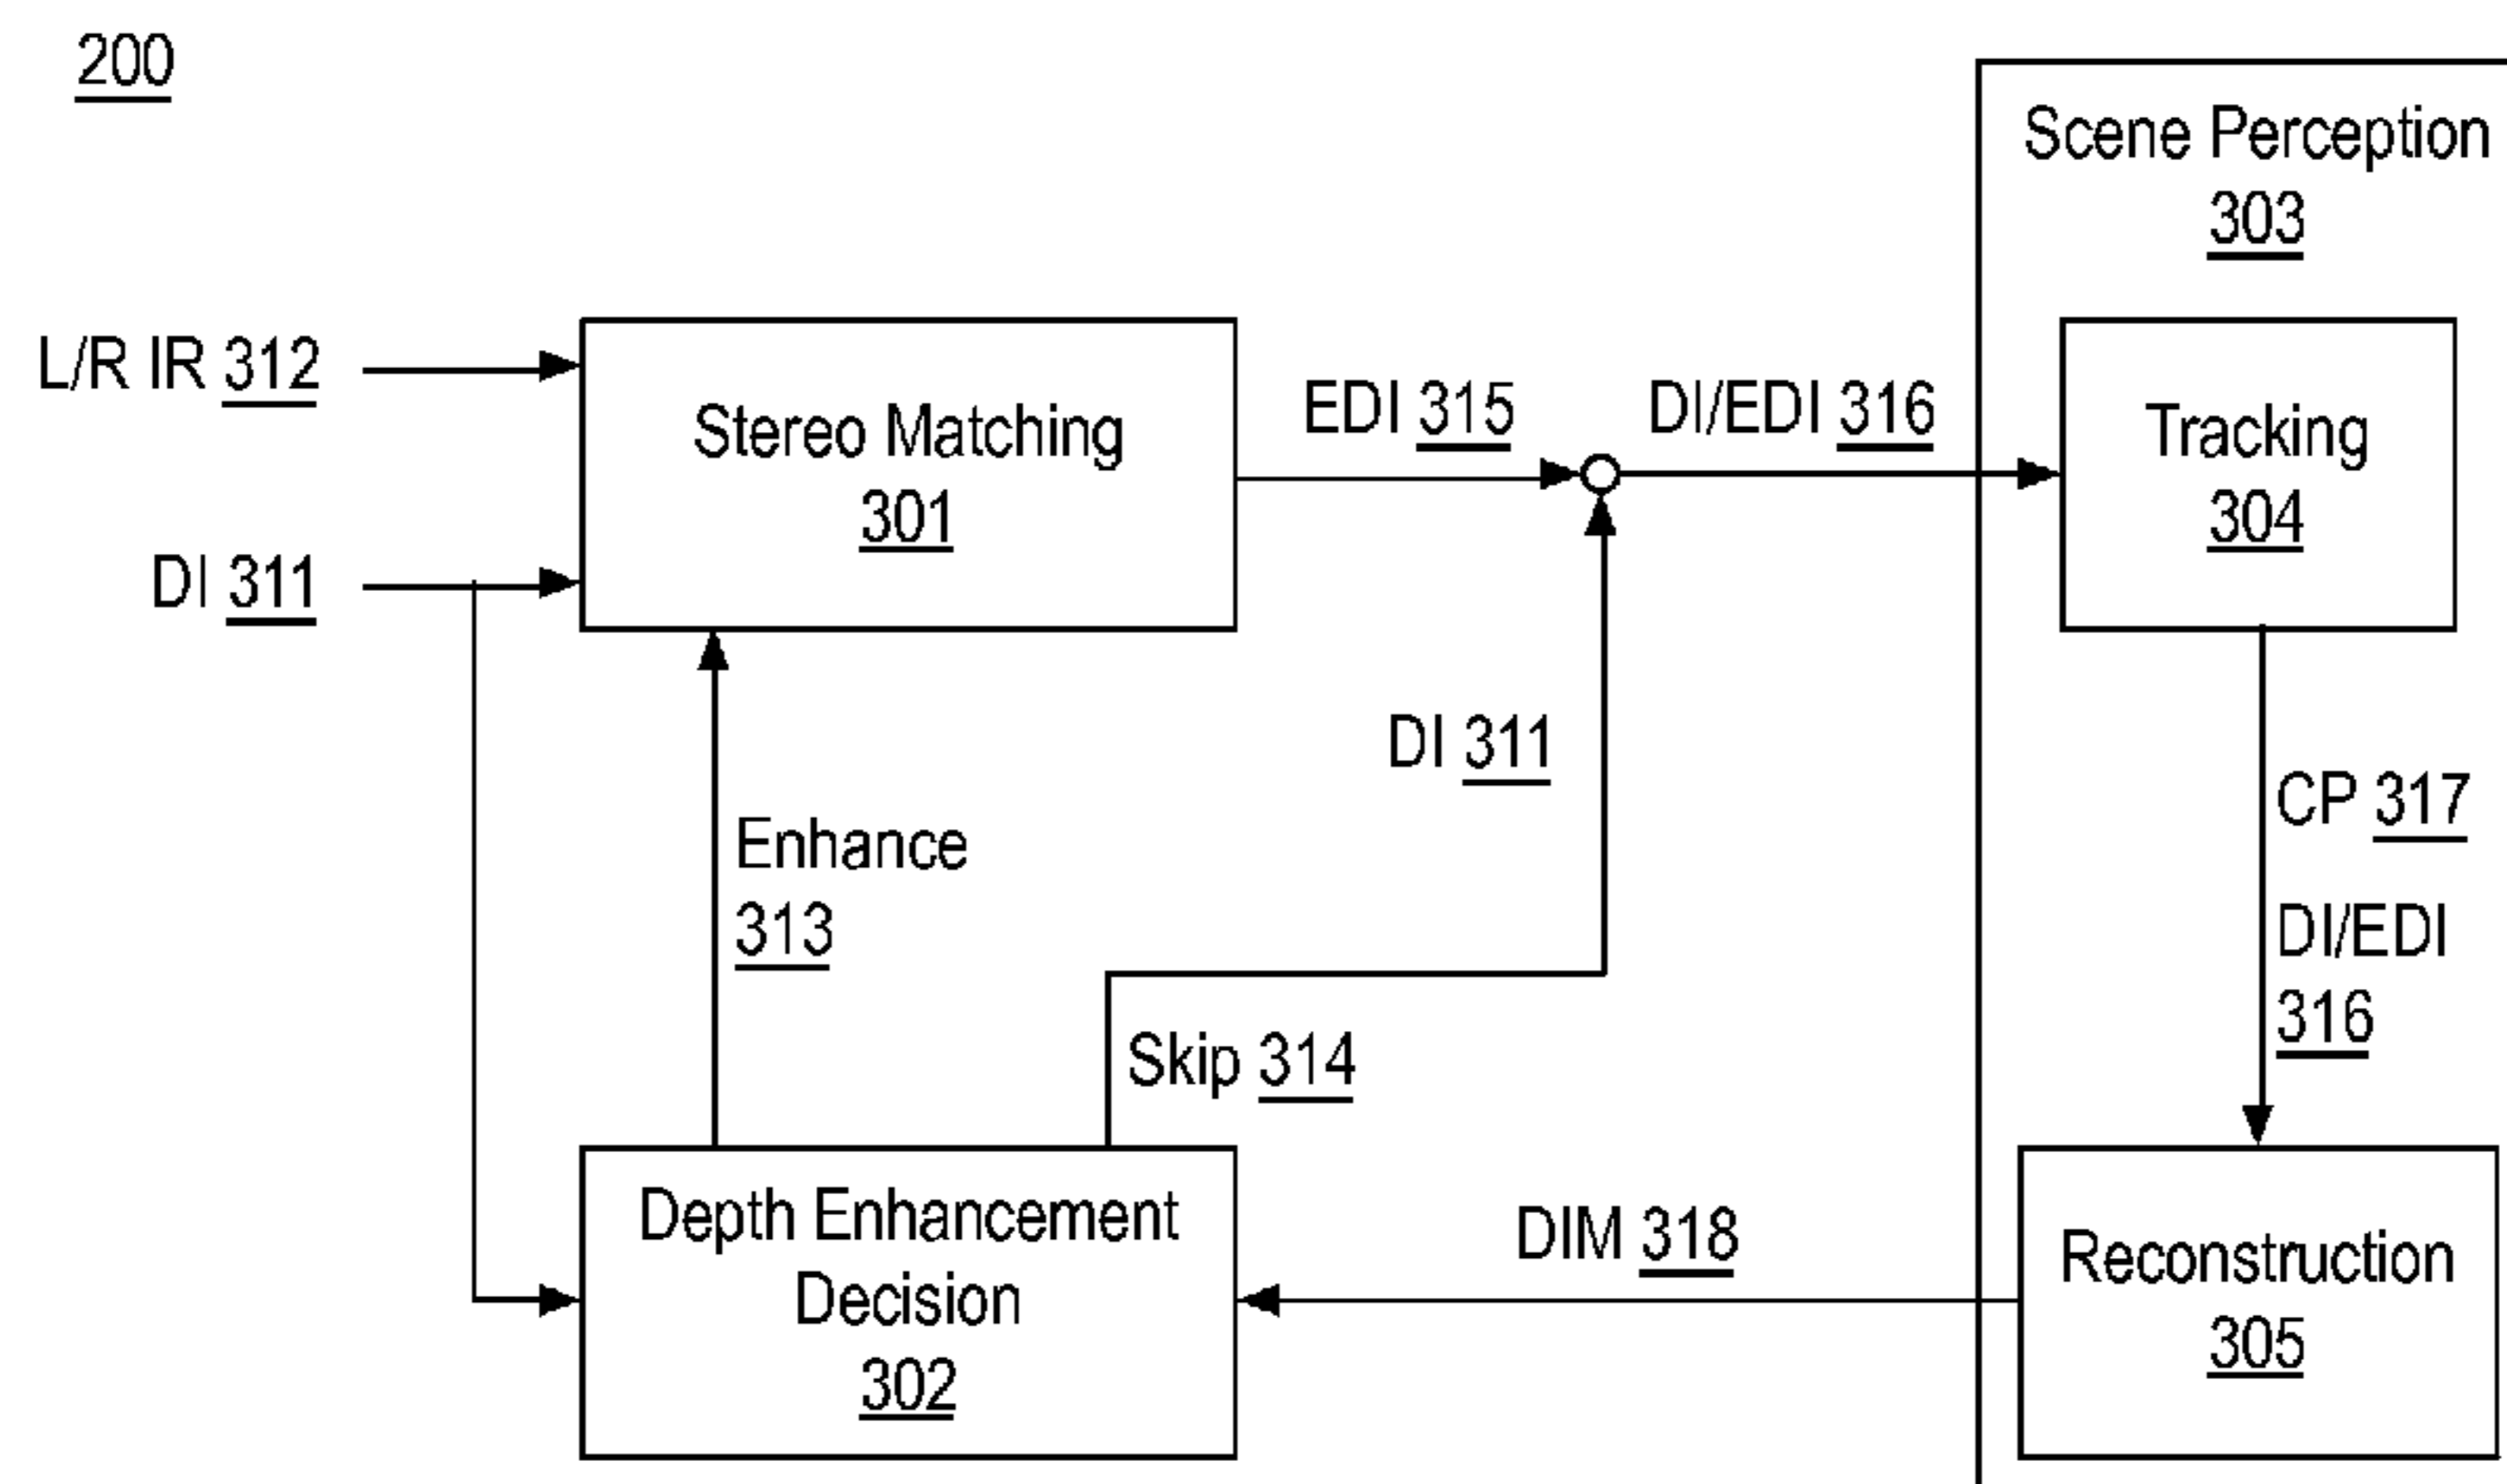 200
Scene Perception
303
L/R IR 312
DI 311
Stereo Matching
301
EDI 315
DI/EDI 316
Tracking
304
DI 311
CP 317
DI/EDI
316
Enhance
313
Skip 314
Depth Enhancement
Decision
302
DIM 318
Reconstruction
305